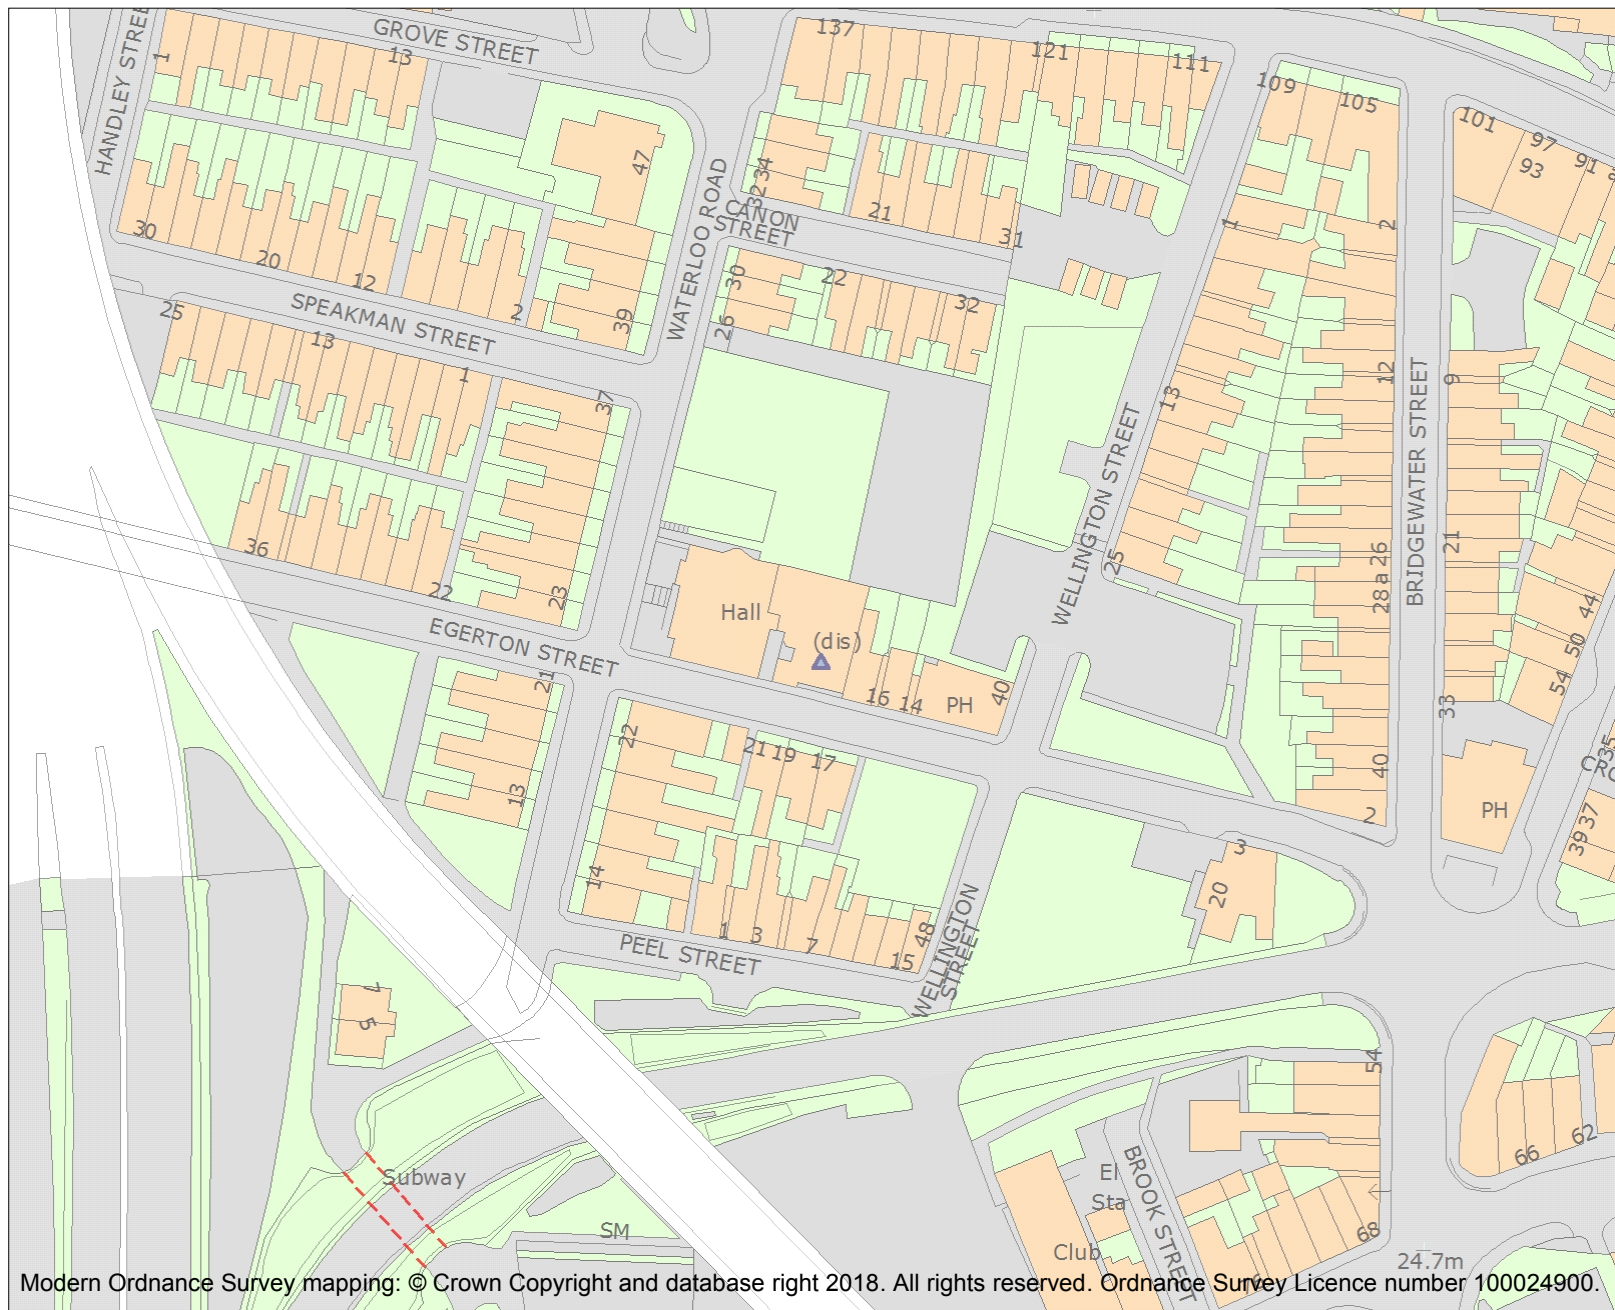 GROVE STREET
HANDLEY STREE
1
13
137
121
111
109
105
101
97
93
91
47
WATERLOO ROAD
34
32
CANON
STREET
21
31
30
20
12
2
39
SPEAKMAN STREET
30
26
22
32
1
2
25
13
1
37
12
9
13
WELLINGTON STREET
BRIDGEWATER STREET
36
22
23
25
26
28a
21
44
50
54
33
Hall
(dis)
EGERTON STREET
21
16
14
PH
40
22
21
19
17
13
40
2
PH
35
CRO
37
39
14
3
20
1
3
7
15
48
PEEL STREET
WELLINGTON
STREET
7
5
54
66
62
Subway
SM
El
Sta
BROOK STREET
Club
68
24.7m
Modern Ordnance Survey mapping: © Crown Copyright and database right 2018. All rights reserved. Ordnance Survey Licence number 100024900.